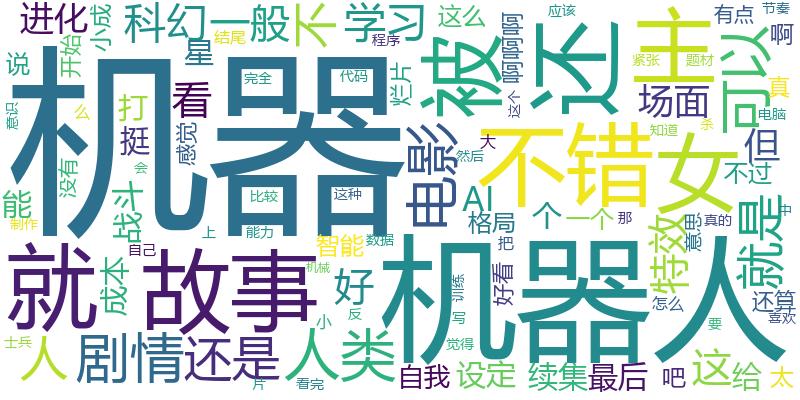 进化
小成
科幻
一般
结尾
不
学习
这么
应该
有点
节奏
啊
开始
星
程序
烂片
被
啊啊啊
还
主
紧张
题材
可以
说
机器
完全
代码
看
这个
场面
真
电脑
意识
么
打
挺
感觉
电影
大
不错
知道
杀
女
但
没有
会
比较
这种
然后
AI
不过
能
战斗
制作
上
能力
智能
数据
格局
个
一个
那
特效
意思
真的
就是
中
就
成本
故事
自己
机械
好
机器人
吧
好看
训练
怎么
还算
喜欢
士兵
人
剧情
还是
小
反
人类
写
觉得
要
这
给
片
看完
自我
设定
续集
最后
吧
太